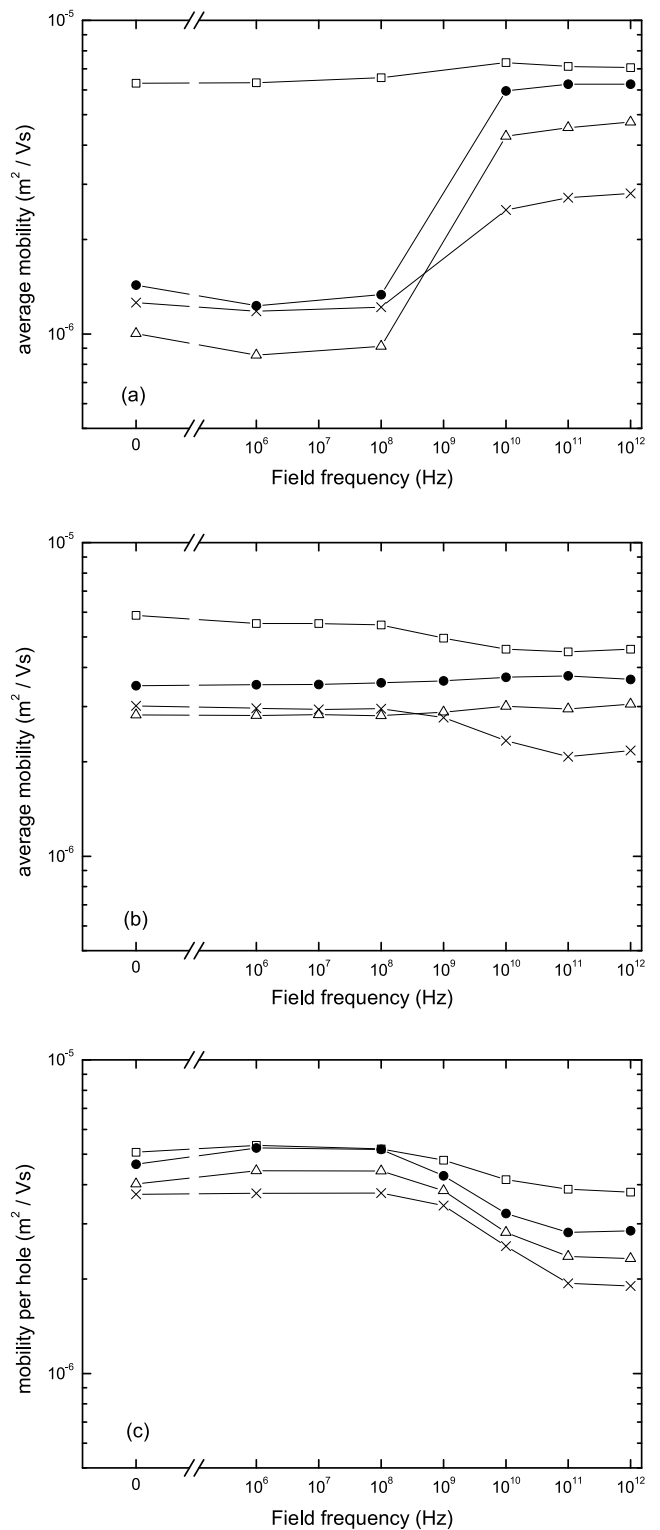 10⁻⁵
average mobility (m² / Vs)
10⁻⁶
(a)
0 10⁶ 10⁷ 10⁸ 10⁹ 10¹⁰ 10¹¹ 10¹²
Field frequency (Hz)
10⁻⁵
average mobility (m² / Vs)
10⁻⁶
(b)
0 10⁶ 10⁷ 10⁸ 10⁹ 10¹⁰ 10¹¹ 10¹²
Field frequency (Hz)
10⁻⁵
mobility per hole (m² / Vs)
10⁻⁶
(c)
0 10⁶ 10⁷ 10⁸ 10⁹ 10¹⁰ 10¹¹ 10¹²
Field frequency (Hz)